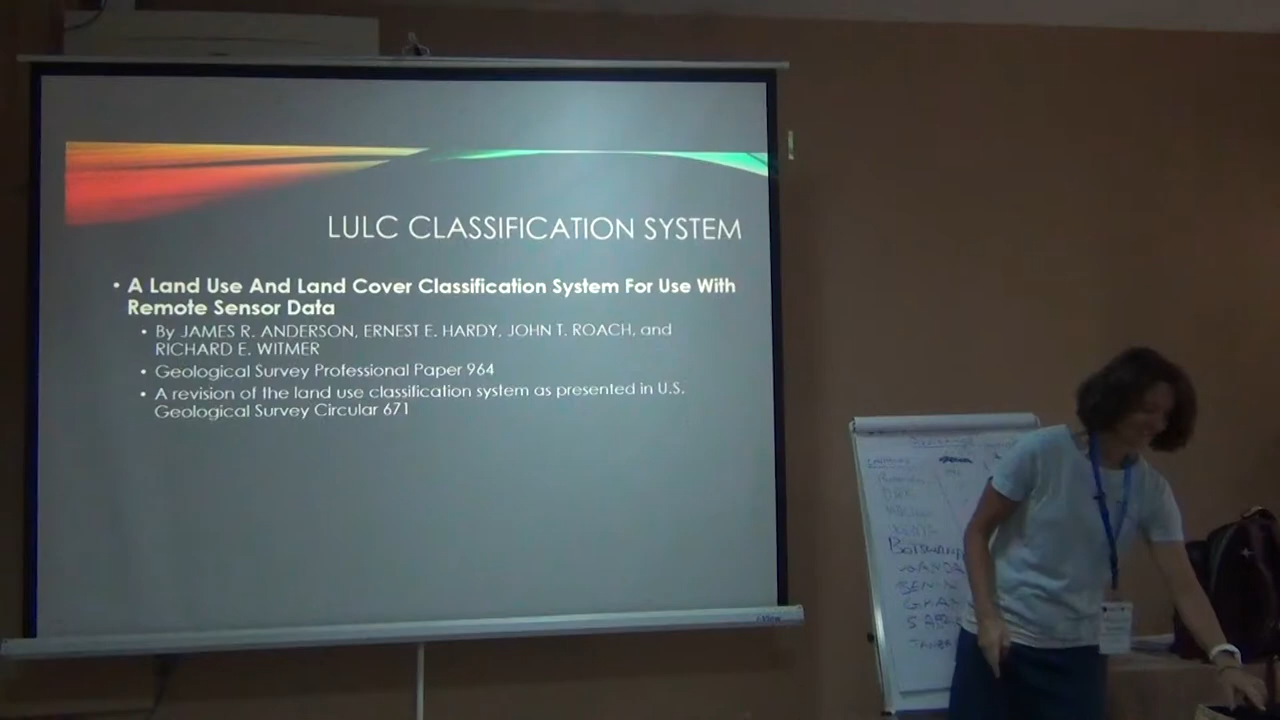 LULC CLASSIFICATION SYSTEM
• A Land Use And Land Cover Classification System For Use With
Remote Sensor Data
• By JAMES R. ANDERSON, ERNEST E. HARDY, JOHN T. ROACH, and
RICHARD E. WITMER
• Geological Survey Professional Paper 964
• A revision of the land use classification system as presented in U.S.
Geological Survey Circular 671
BOTSWAN
BENIN